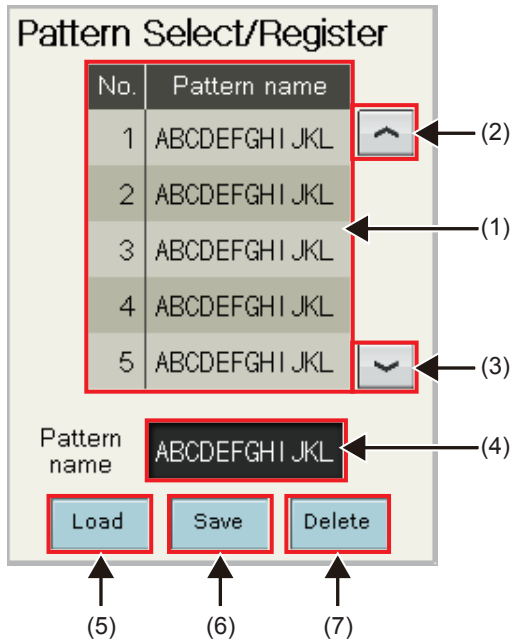 Pattern Select/Register
No. Pattern name
1 ABCDEFGHIJKL (2)
2 ABCDEFGHIJKL
(1)
3 ABCDEFGHIJKL
4 ABCDEFGHIJKL
5 ABCDEFGHIJKL (3)
Pattern
name
ABCDEFGHIJKL (4)
Load Save Delete
(5) (6) (7)